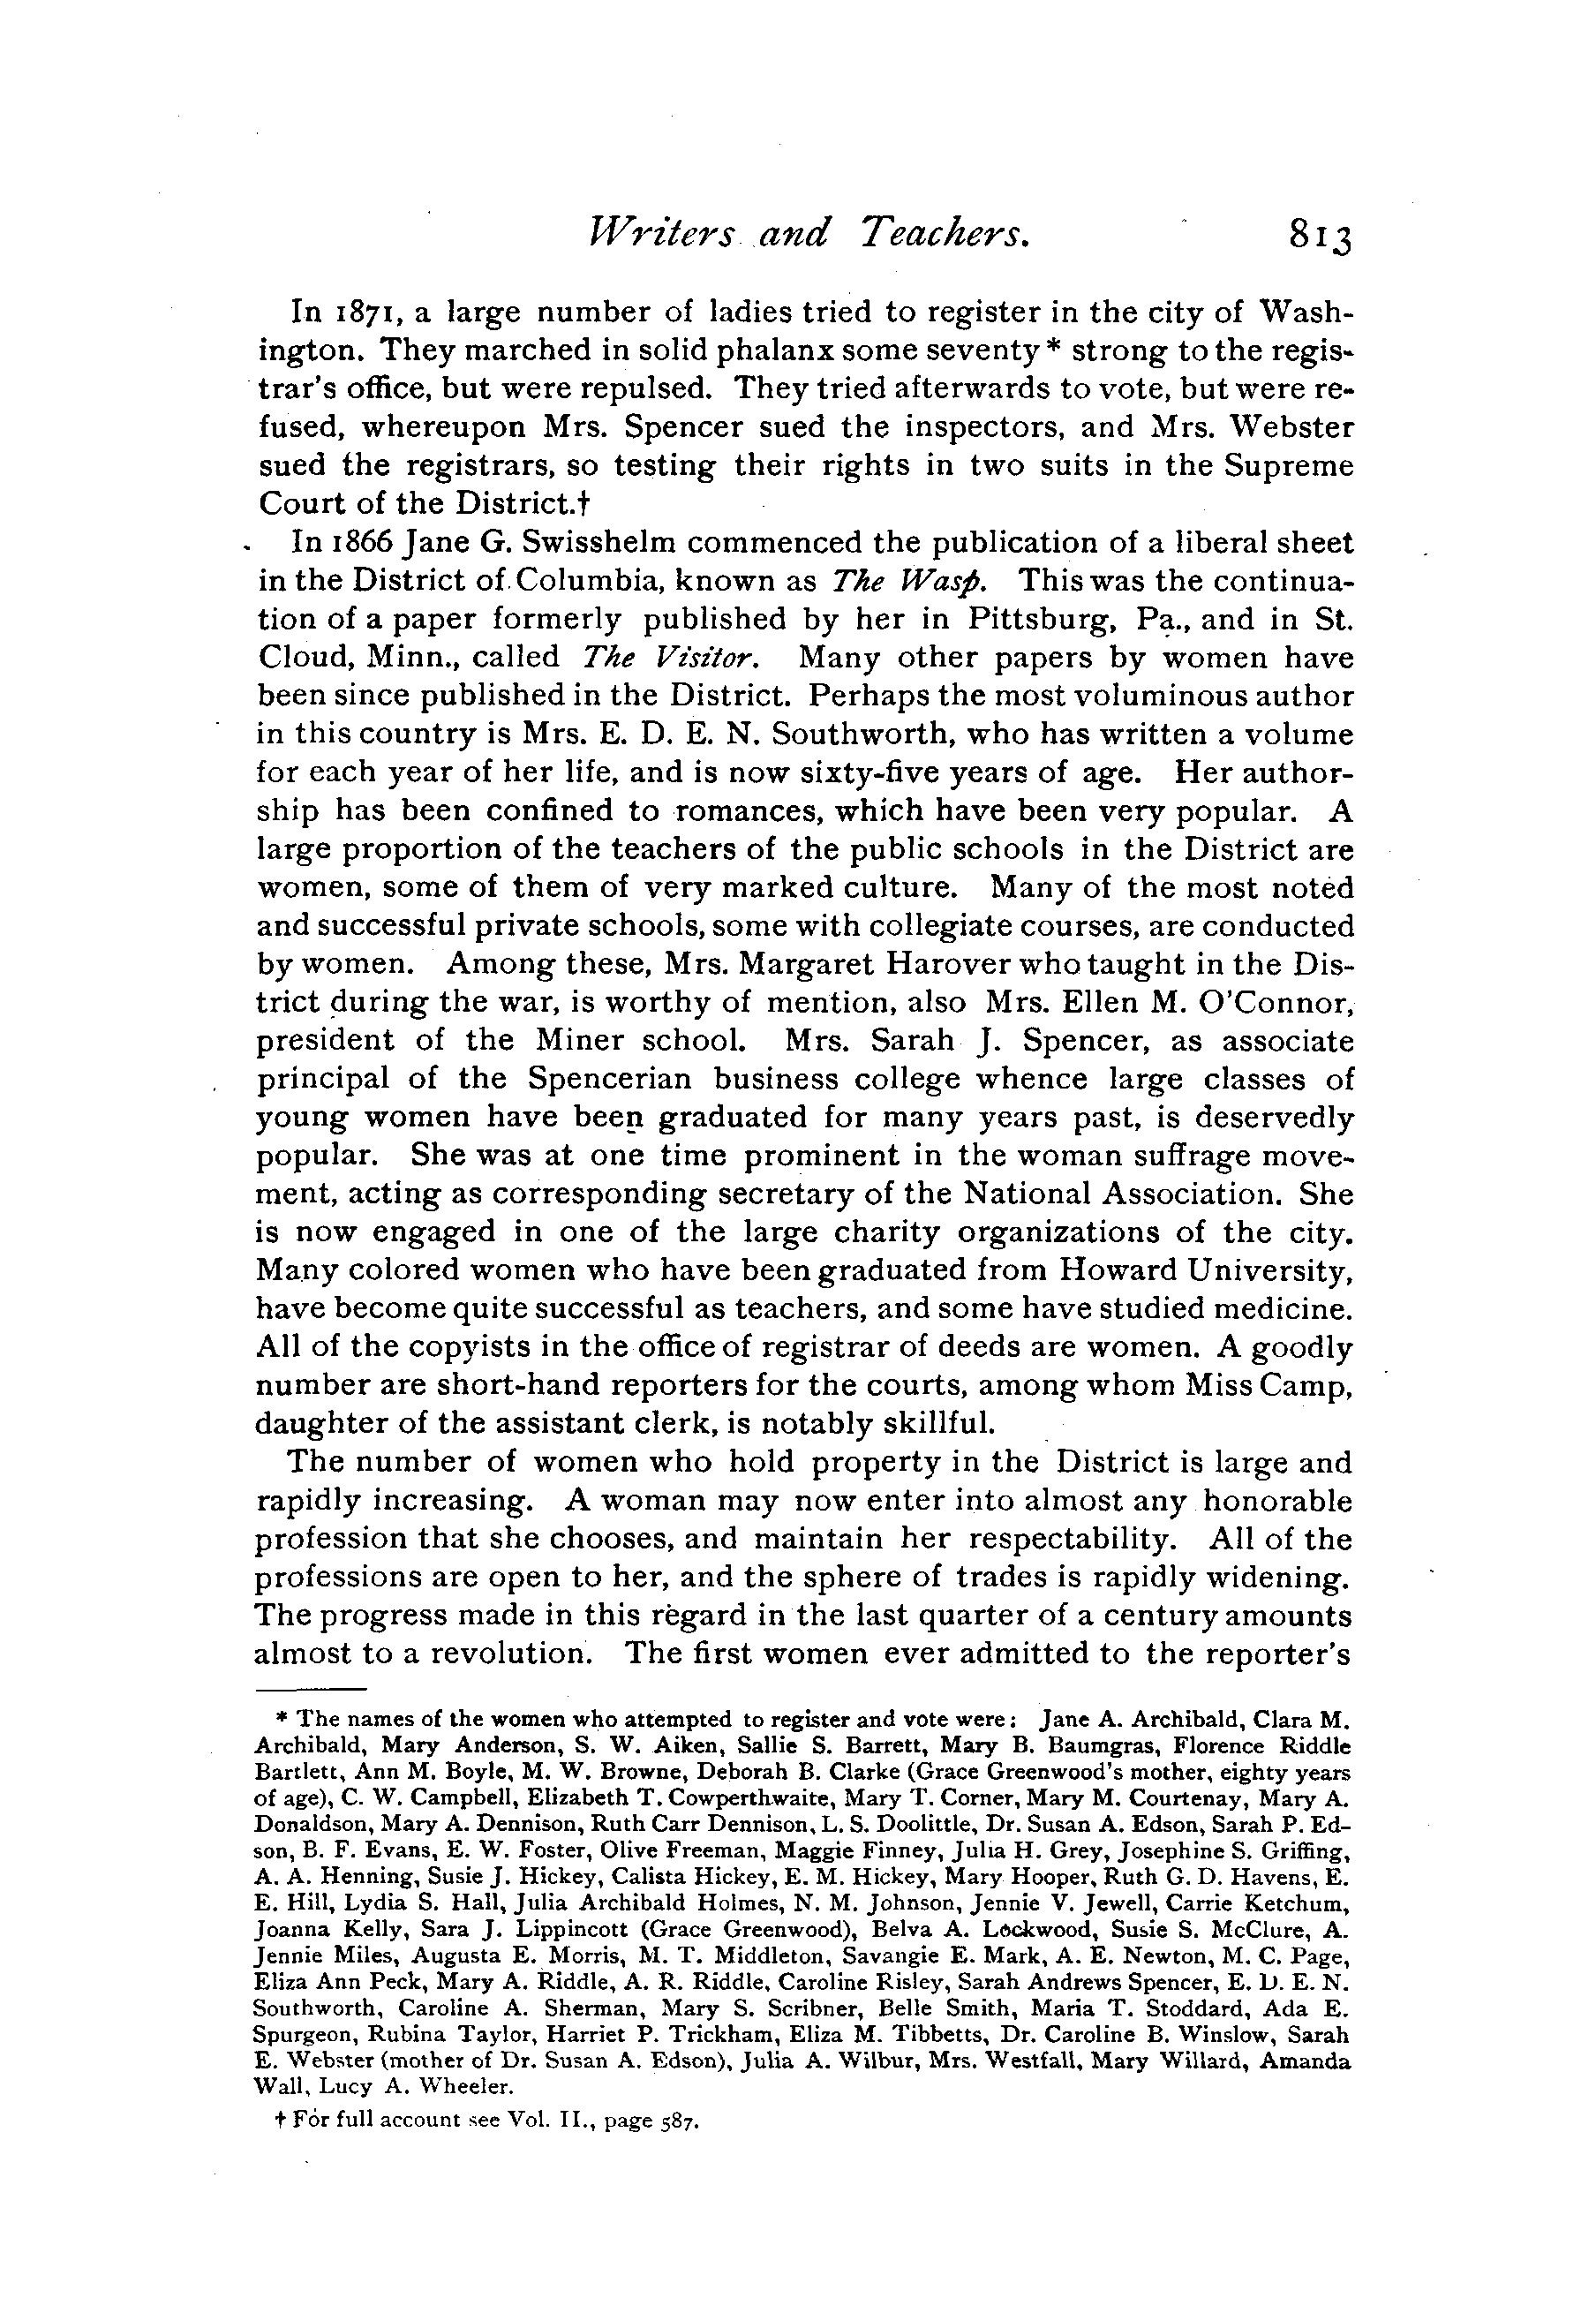 Writers and Teachers. 813
In 1871, a large number of ladies tried to register in the city of Wash-
ington. They marched in solid phalanx some seventy * strong to the regis-
trar's office, but were repulsed. They tried afterwards to vote, but were re-
fused, whereupon Mrs. Spencer sued the inspectors, and Mrs. Webster
sued the registrars, so testing their rights in two suits in the Supreme
Court of the District.†
In 1866 Jane G. Swisshelm commenced the publication of a liberal sheet
in the District of Columbia, known as The Wasp. This was the continua-
tion of a paper formerly published by her in Pittsburg, Pa., and in St.
Cloud, Minn., called The Visitor. Many other papers by women have
been since published in the District. Perhaps the most voluminous author
in this country is Mrs. E. D. E. N. Southworth, who has written a volume
for each year of her life, and is now sixty-five years of age. Her author-
ship has been confined to romances, which have been very popular. A
large proportion of the teachers of the public schools in the District are
women, some of them of very marked culture. Many of the most noted
and successful private schools, some with collegiate courses, are conducted
by women. Among these, Mrs. Margaret Harover who taught in the Dis-
trict during the war, is worthy of mention, also Mrs. Ellen M. O'Connor,
president of the Miner school. Mrs. Sarah J. Spencer, as associate
principal of the Spencerian business college whence large classes of
young women have been graduated for many years past, is deservedly
popular. She was at one time prominent in the woman suffrage move-
ment, acting as corresponding secretary of the National Association. She
is now engaged in one of the large charity organizations of the city.
Many colored women who have been graduated from Howard University,
have become quite successful as teachers, and some have studied medicine.
All of the copyists in the office of registrar of deeds are women. A goodly
number are short-hand reporters for the courts, among whom Miss Camp,
daughter of the assistant clerk, is notably skillful.
The number of women who hold property in the District is large and
rapidly increasing. A woman may now enter into almost any honorable
profession that she chooses, and maintain her respectability. All of the
professions are open to her, and the sphere of trades is rapidly widening.
The progress made in this regard in the last quarter of a century amounts
almost to a revolution. The first women ever admitted to the reporter's
* The names of the women who attempted to register and vote were: Jane A. Archibald, Clara M.
Archibald, Mary Anderson, S. W. Aiken, Sallie S. Barrett, Mary B. Baumgras, Florence Riddle
Bartlett, Ann M. Boyle, M. W. Browne, Deborah B. Clarke (Grace Greenwood's mother, eighty years
of age), C. W. Campbell, Elizabeth T. Cowperthwaite, Mary T. Corner, Mary M. Courtenay, Mary A.
Donaldson, Mary A. Dennison, Ruth Carr Dennison, L. S. Doolittle, Dr. Susan A. Edson, Sarah P. Ed-
son, B. F. Evans, E. W. Foster, Olive Freeman, Maggie Finney, Julia H. Grey, Josephine S. Griffing,
A. A. Henning, Susie J. Hickey, Calista Hickey, E. M. Hickey, Mary Hooper, Ruth G. D. Havens, E.
E. Hill, Lydia S. Hall, Julia Archibald Holmes, N. M. Johnson, Jennie V. Jewell, Carrie Ketchum,
Joanna Kelly, Sara J. Lippincott (Grace Greenwood), Belva A. Lockwood, Susie S. McClure, A.
Jennie Miles, Augusta E. Morris, M. T. Middleton, Savangie E. Mark, A. E. Newton, M. C. Page,
Eliza Ann Peck, Mary A. Riddle, A. R. Riddle, Caroline Risley, Sarah Andrews Spencer, E. D. E. N.
Southworth, Caroline A. Sherman, Mary S. Scribner, Belle Smith, Maria T. Stoddard, Ada E.
Spurgeon, Rubina Taylor, Harriet P. Trickham, Eliza M. Tibbetts, Dr. Caroline B. Winslow, Sarah
E. Webster (mother of Dr. Susan A. Edson), Julia A. Wilbur, Mrs. Westfall, Mary Willard, Amanda
Wall, Lucy A. Wheeler.
† For full account see Vol. II., page 587.